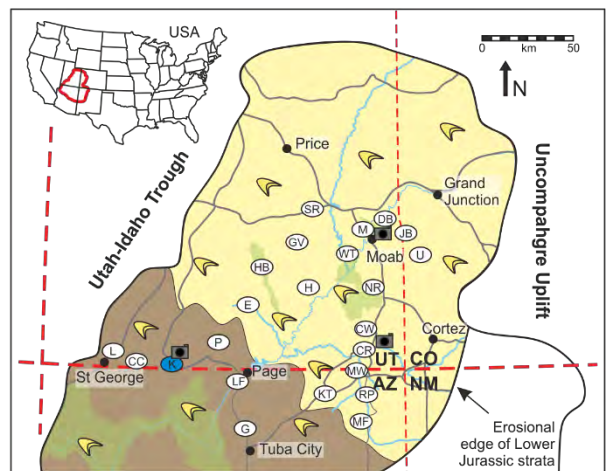 USA
0
50
km
N
Price
Utah-Idaho Trough
Uncompahgre Uplift
Grand
Junction
SR
DB
M
JB
GV
Moab
WT
U
HB
H
NR
E
CW
Cortez
P
L
CC
K
CR
UT
CO
St George
Page
MW
AZ
NM
LF
KT
RP
G
MF
Tuba City
Erosional
edge of Lower
Jurassic strata